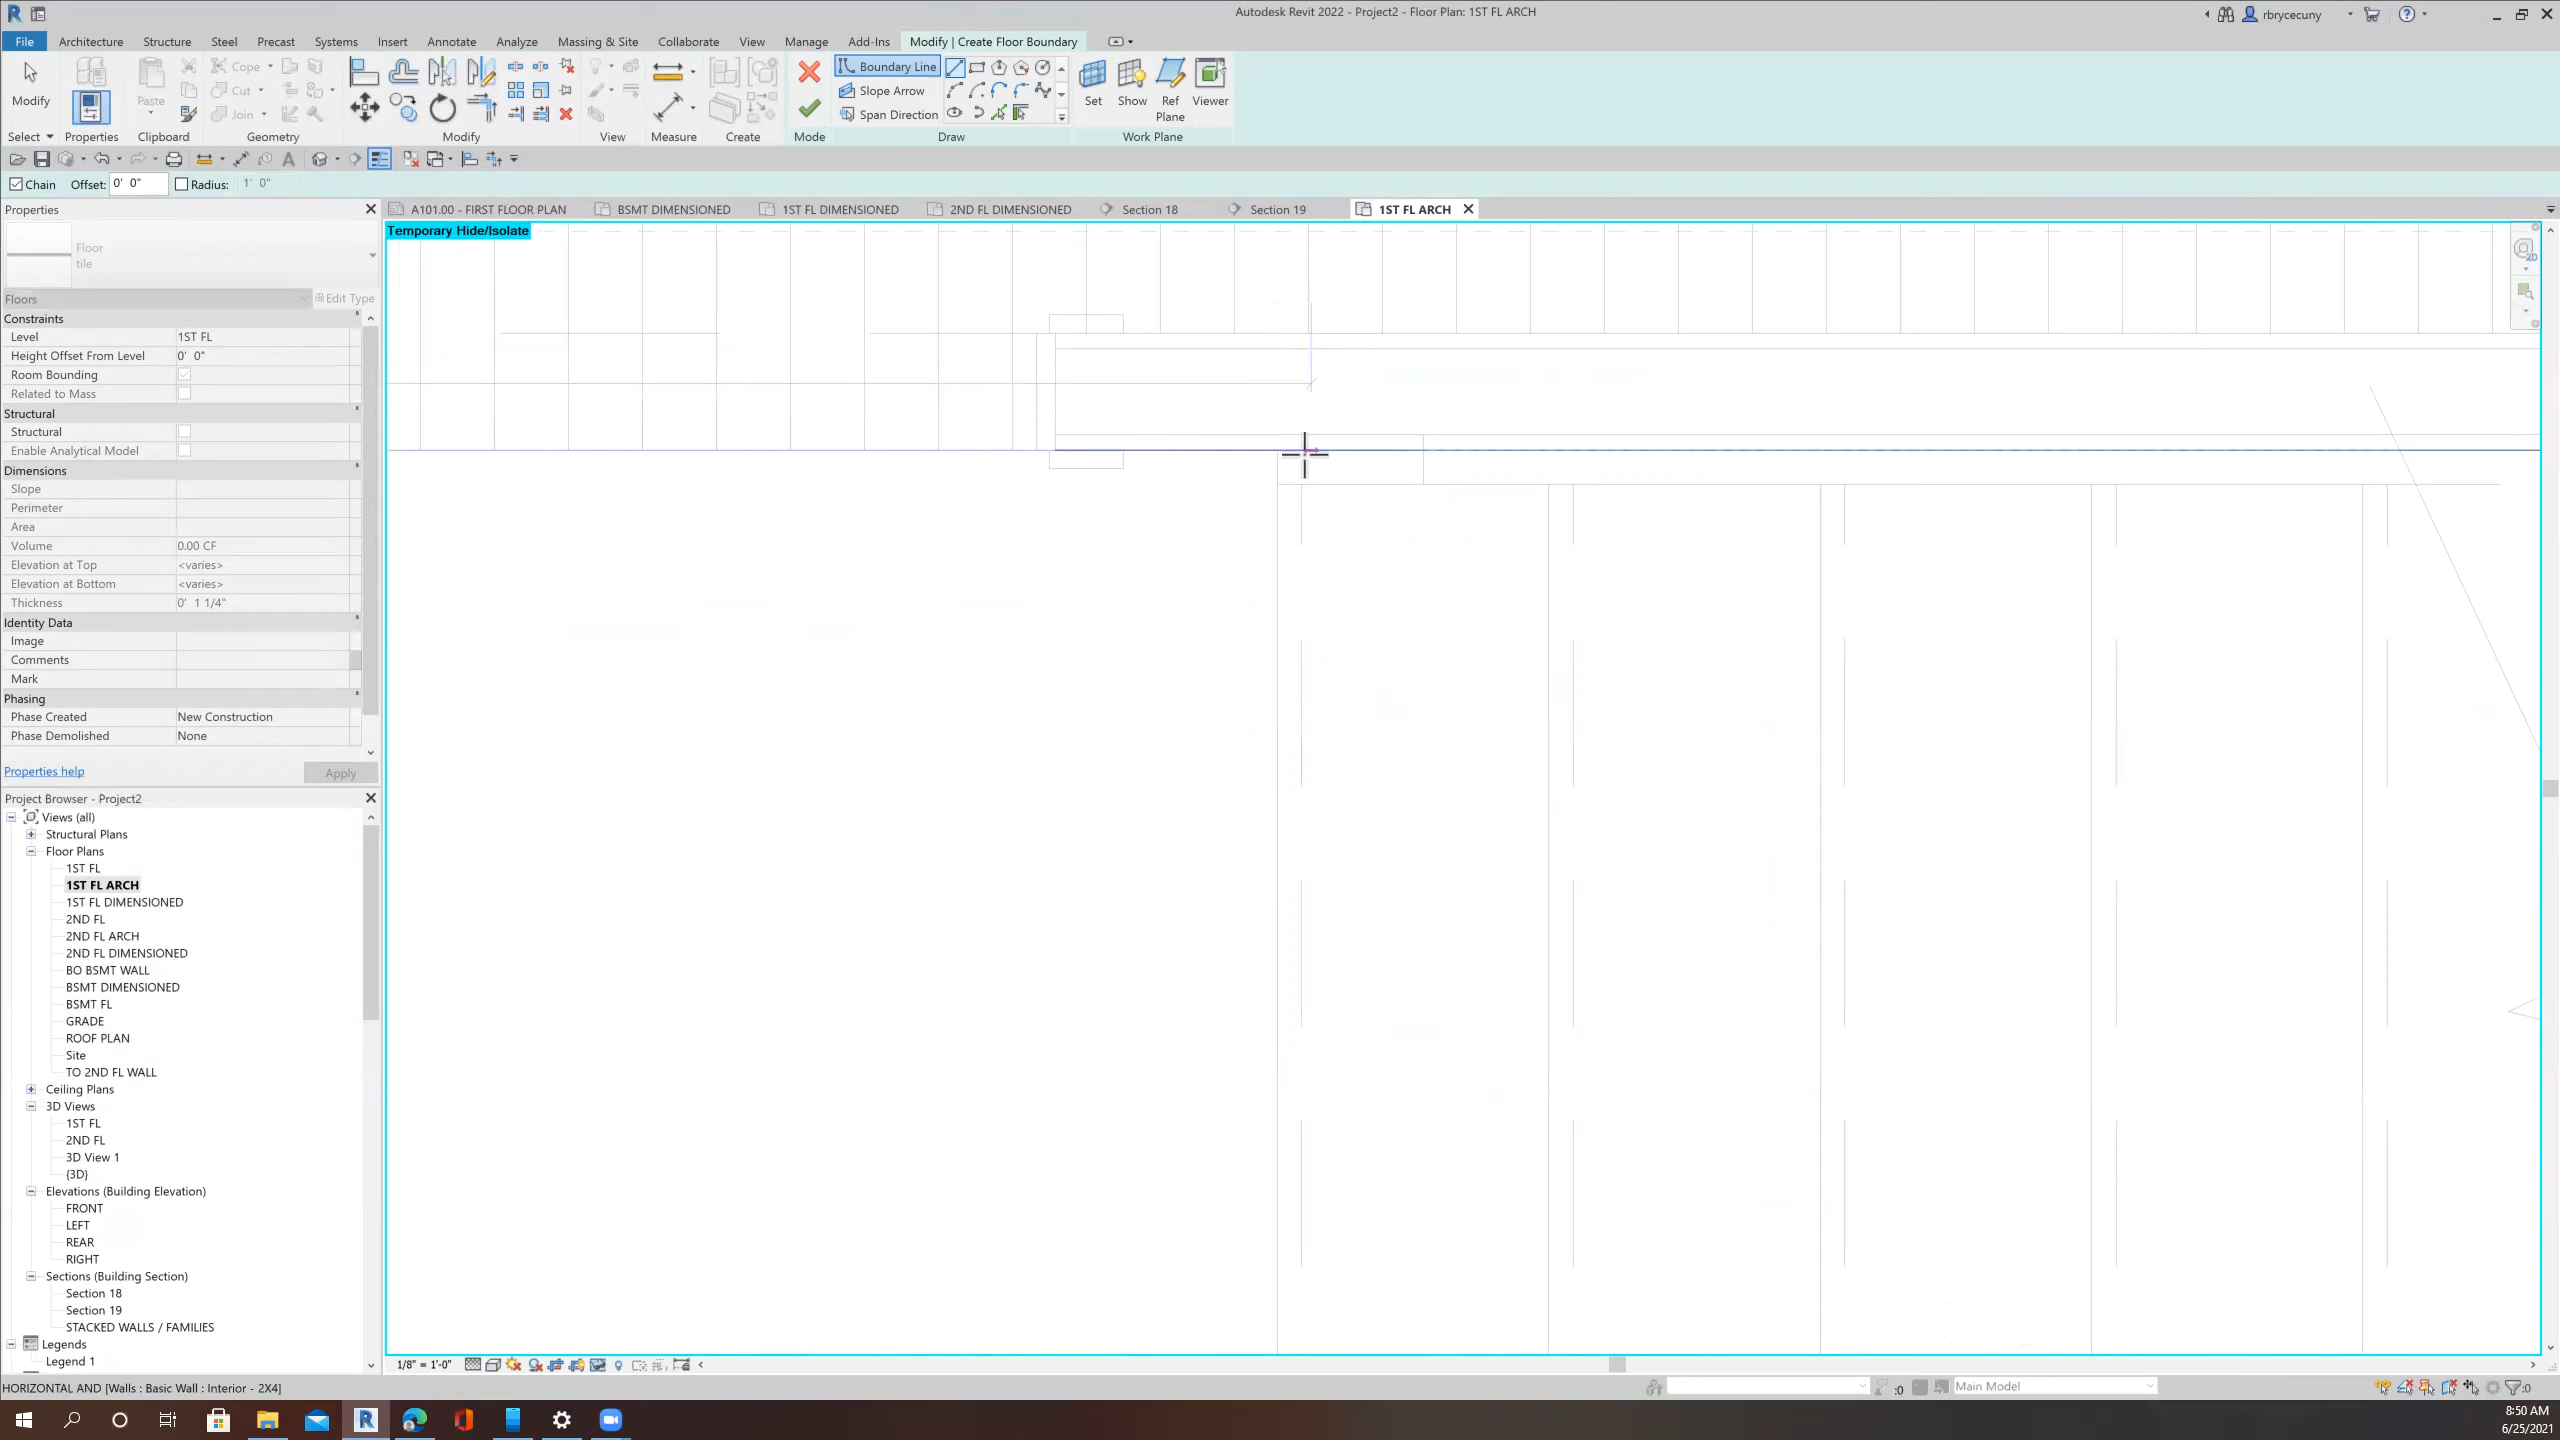 Autodesk Revit 2022 - Project2 - Floor Plan: 1ST FL ARCH
rbrycecuny
File Architecture Structure Steel Precast Systems Insert Annotate Analyze Massing & Site Collaborate View Manage Add-Ins Modify | Create Floor Boundary
Modify
Paste
Cope
Cut
Join
Boundary Line
Slope Arrow
Span Direction
Set Show Ref Plane Viewer
Select Properties Clipboard Geometry Modify View Measure Create Mode Draw Work Plane
Chain Offset: 0' 0" Radius: 1' 0"
Properties
A101.00 - FIRST FLOOR PLAN BSMT DIMENSIONED 1ST FL DIMENSIONED 2ND FL DIMENSIONED Section 18 Section 19 1ST FL ARCH
Temporary Hide/Isolate
Floor
tile
Floors Edit Type
Constraints
Level 1ST FL
Height Offset From Level 0' 0"
Room Bounding
Related to Mass
Structural
Structural
Enable Analytical Model
Dimensions
Slope
Perimeter
Area
Volume 0.00 CF
Elevation at Top <varies>
Elevation at Bottom <varies>
Thickness 0' 1 1/4"
Identity Data
Image
Comments
Mark
Phasing
Phase Created New Construction
Phase Demolished None
Properties help Apply
Project Browser - Project2
Views (all)
Structural Plans
Floor Plans
1ST FL
1ST FL ARCH
1ST FL DIMENSIONED
2ND FL
2ND FL ARCH
2ND FL DIMENSIONED
BO BSMT WALL
BSMT DIMENSIONED
BSMT FL
GRADE
ROOF PLAN
Site
TO 2ND FL WALL
Ceiling Plans
3D Views
1ST FL
2ND FL
3D View 1
{3D}
Elevations (Building Elevation)
FRONT
LEFT
REAR
RIGHT
Sections (Building Section)
Section 18
Section 19
STACKED WALLS / FAMILIES
Legends
Legend 1
1/8" = 1'-0"
HORIZONTAL AND [Walls : Basic Wall : Interior - 2X4]
:0
Main Model
:0
8:50 AM
6/25/2021